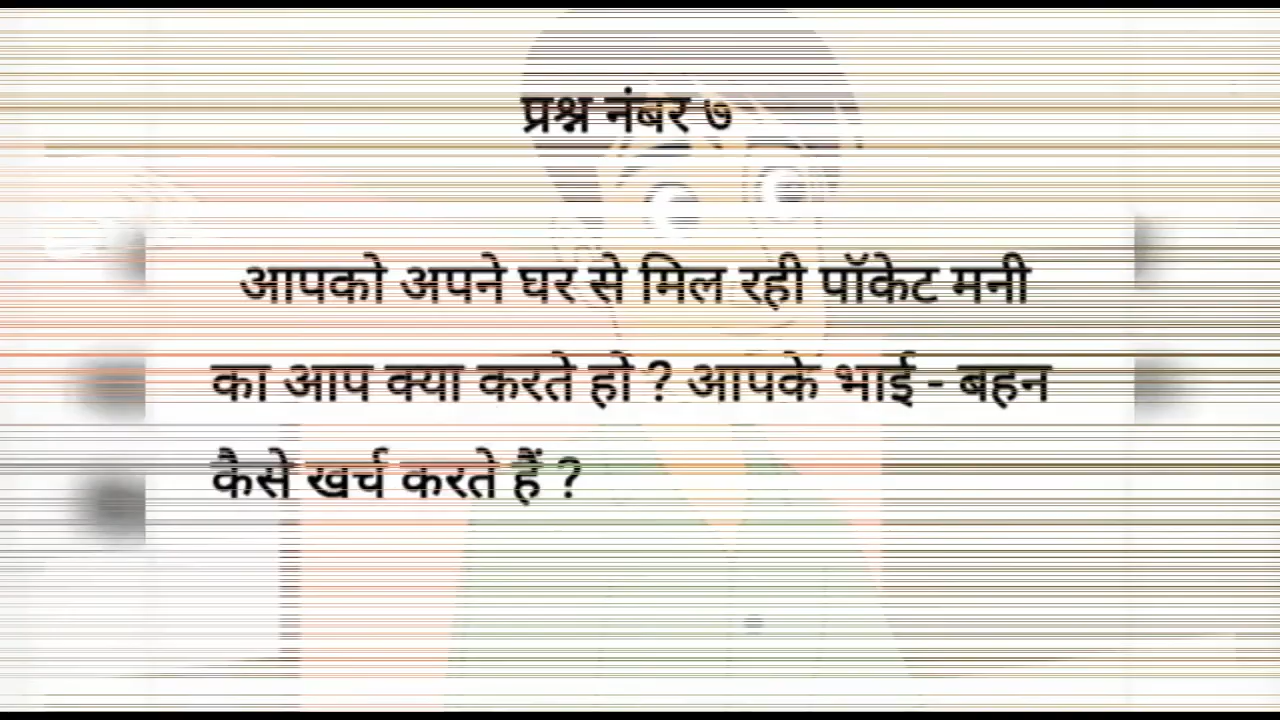 प्रश्न नंबर ७
आपको अपने घर से मिल रही पॉकेट मनी
का आप क्या करते हो ? आपके भाई - बहन
कैसे खर्च करते हैं ?